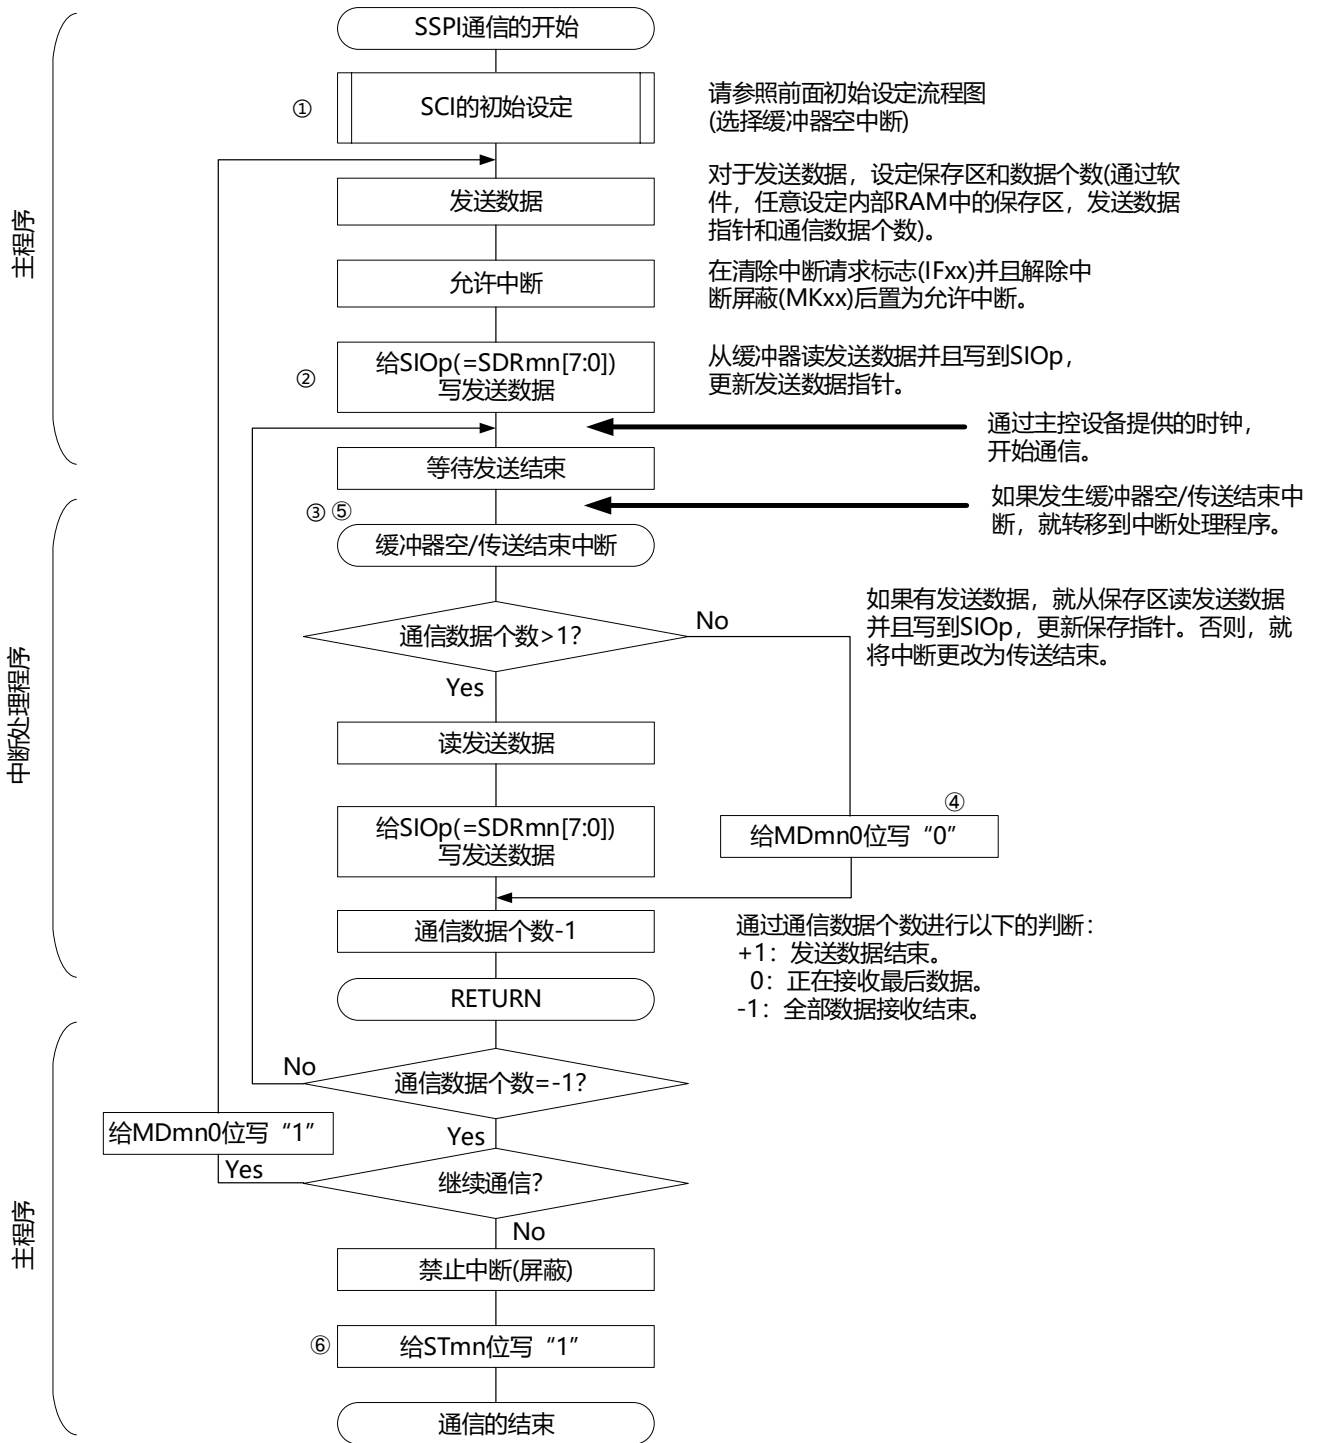 SSPI通信的开始
①
SCI的初始设定
请参照前面初始设定流程图
(选择缓冲器空中断)
发送数据
对于发送数据，设定保存区和数据个数(通过软
件，任意设定内部RAM中的保存区，发送数据
指针和通信数据个数)。
主程序
允许中断
在清除中断请求标志(IFxx)并且解除中
断屏蔽(MKxx)后置为允许中断。
②
给SIOp(=SDRmn[7:0])
写发送数据
从缓冲器读发送数据并且写到SIOp，
更新发送数据指针。
通过主控设备提供的时钟，
开始通信。
等待发送结束
③ ⑤
如果发生缓冲器空/传送结束中
断，就转移到中断处理程序。
缓冲器空/传送结束中断
通信数据个数>1?
No
如果有发送数据，就从保存区读发送数据
并且写到SIOp，更新保存指针。否则，就
将中断更改为传送结束。
Yes
中断处理程序
读发送数据
④
给SIOp(=SDRmn[7:0])
写发送数据
给MDmn0位写“0”
通信数据个数-1
通过通信数据个数进行以下的判断：
+1：发送数据结束。
0：正在接收最后数据。
-1：全部数据接收结束。
RETURN
No
通信数据个数=-1?
给MDmn0位写“1”
Yes
Yes
继续通信?
主程序
No
禁止中断(屏蔽)
⑥
给STmn位写“1”
通信的结束